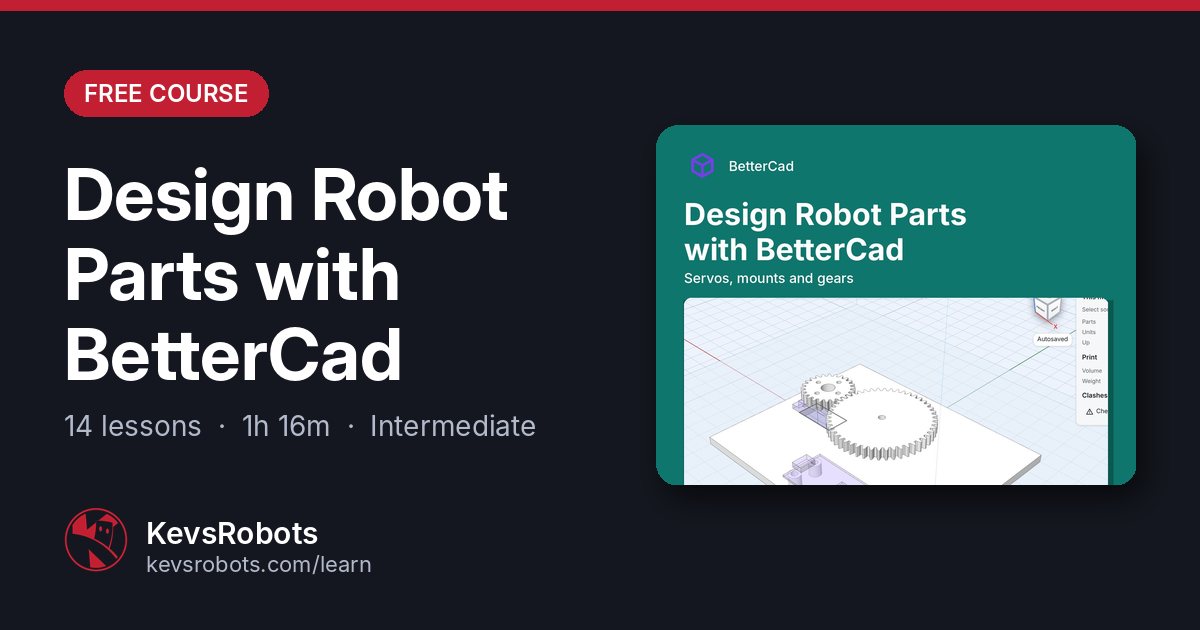 FREE COURSE
Design Robot
Parts with
BetterCad
14 lessons · 1h 16m · Intermediate
KevsRobots
kevsrobots.com/learn
BetterCad
Design Robot Parts
with BetterCad
Servos, mounts and gears
X
Autosaved
Select
Parts
Units
Up
Print
Volume
Weight
Clashes